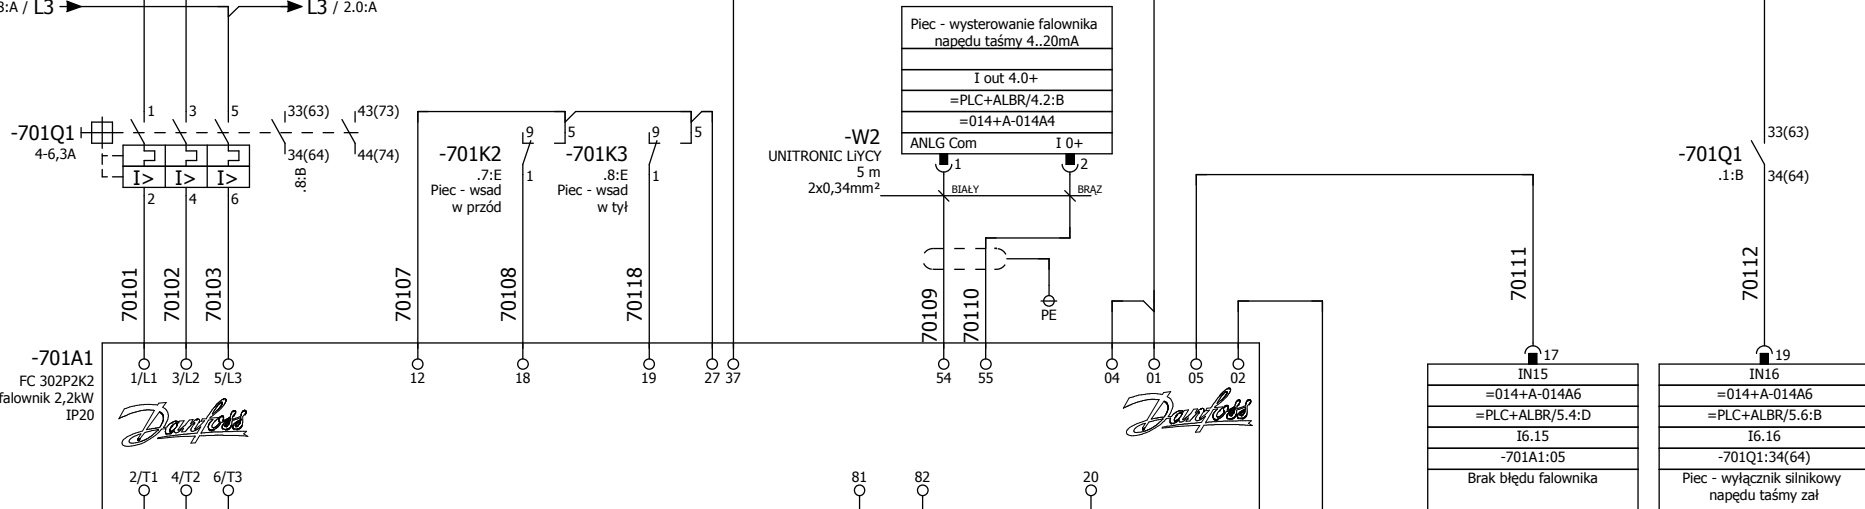 8:A / L3
L3 / 2.0:A
-701Q1
4-6,3A
1
3
5
33(63)
43(73)
34(64)
44(74)
.8:B
I>
I>
I>
2
4
6
70101
70102
70103
-701K2
.7:E
Piec - wsad
w przód
9
5
1
-701K3
.8:E
Piec - wsad
w tył
9
5
1
70107
70108
70118
Piec - wysterowanie falownika
napędu taśmy 4..20mA
I out 4.0+
=PLC+ALBR/4.2:B
=014+A-014A4
ANLG Com
I 0+
1
2
-W2
UNITRONIC LiYCY
5 m
2x0,34mm²
BIAŁY
BRĄZ
70109
70110
PE
70111
-701Q1
.1:B
33(63)
34(64)
70112
-701A1
FC 302P2K2
falownik 2,2kW
IP20
1/L1
3/L2
5/L3
12
18
19
27
37
54
55
04
01
05
02
Danfoss
Danfoss
2/T1
4/T2
6/T3
81
82
20
17
IN15
=014+A-014A6
=PLC+ALBR/5.4:D
I6.15
-701A1:05
Brak błędu falownika
19
IN16
=014+A-014A6
=PLC+ALBR/5.6:B
I6.16
-701Q1:34(64)
Piec - wyłącznik silnikowy
napędu taśmy zał